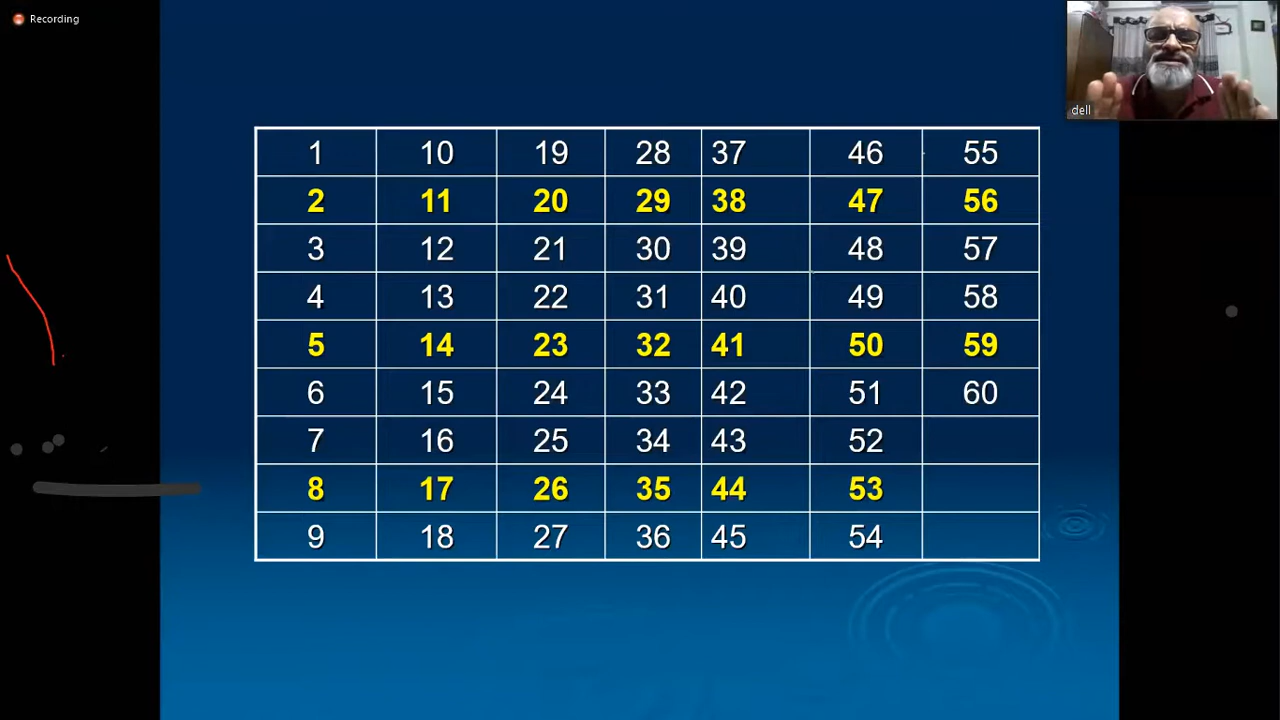 Recording
dell
1 10 19 28 37 46 55
2 11 20 29 38 47 56
3 12 21 30 39 48 57
4 13 22 31 40 49 58
5 14 23 32 41 50 59
6 15 24 33 42 51 60
7 16 25 34 43 52
8 17 26 35 44 53
9 18 27 36 45 54